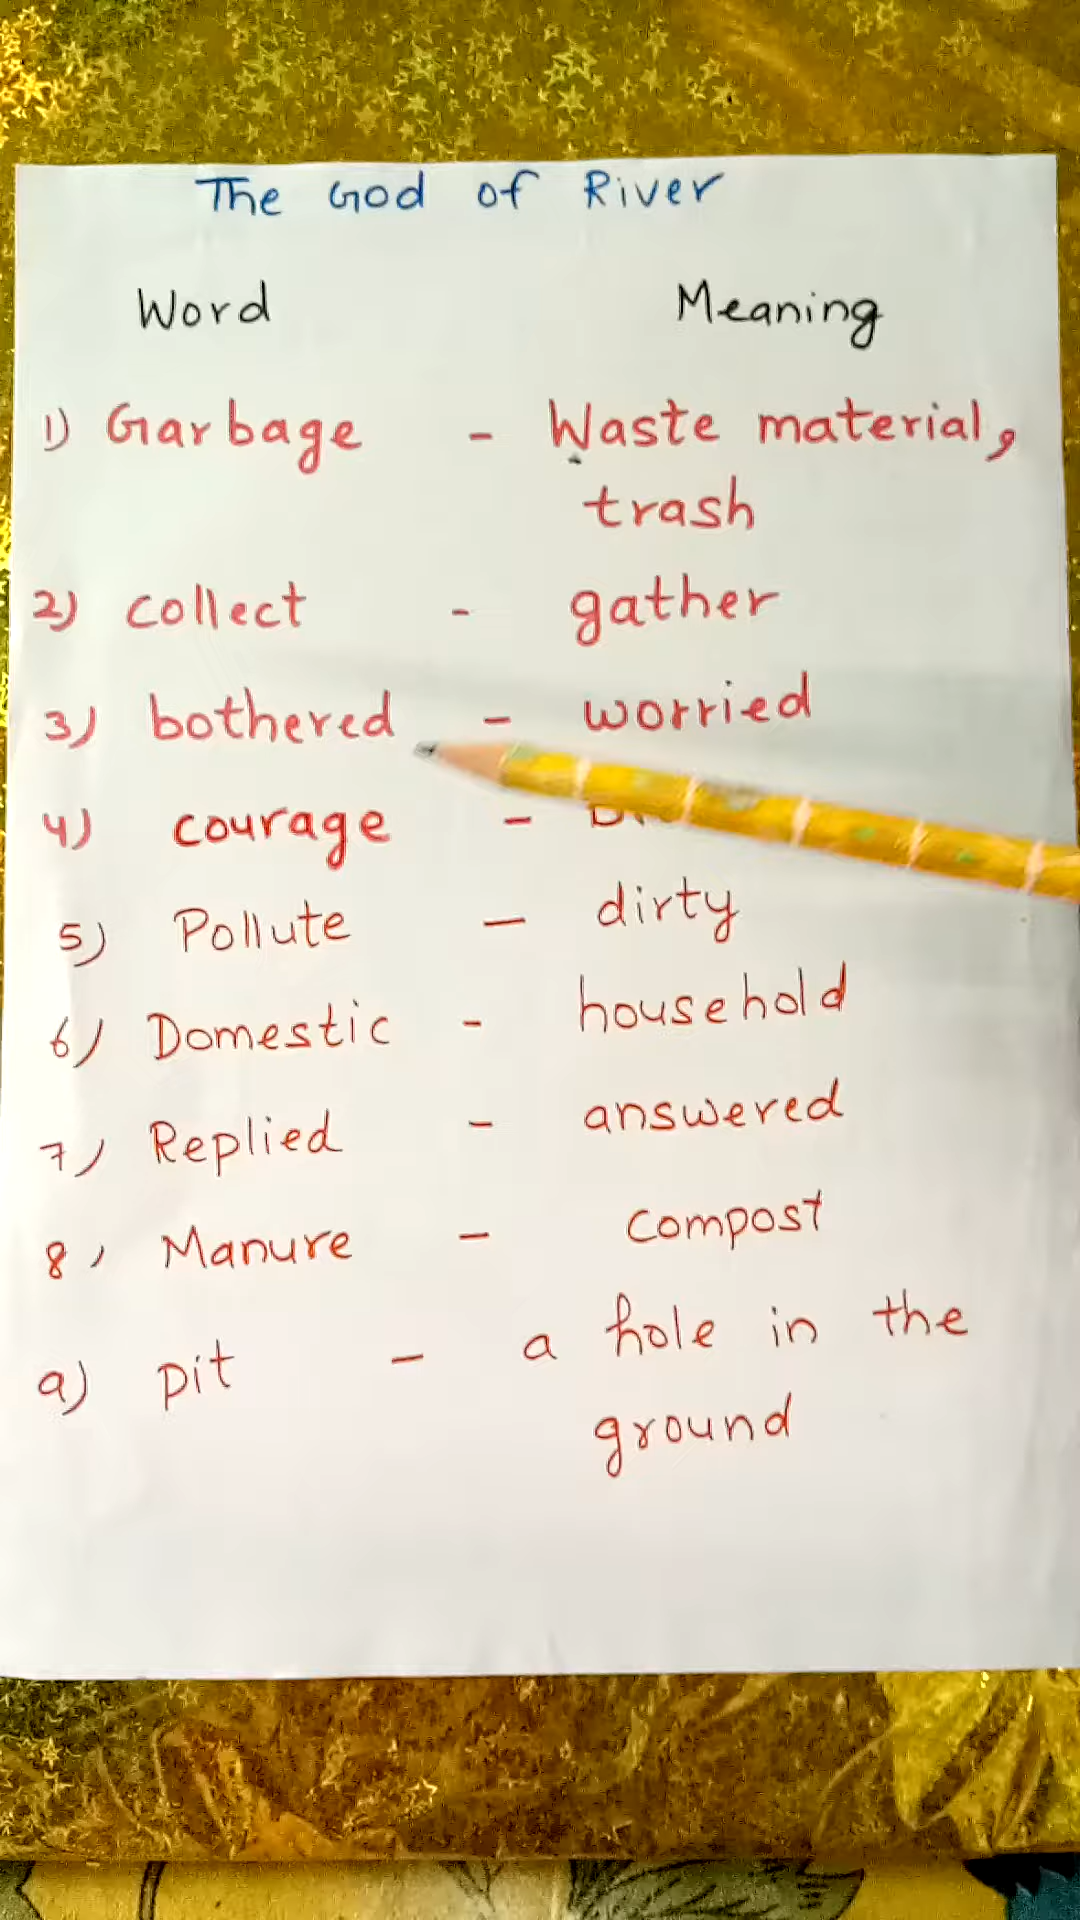 The God of River
Word Meaning
1) Garbage - Waste material,
trash
2) collect - gather
3) bothered - worried
4) courage -
5) Pollute - dirty
6) Domestic - household
7) Replied - answered
8) Manure - compost
9) pit - a hole in the
ground